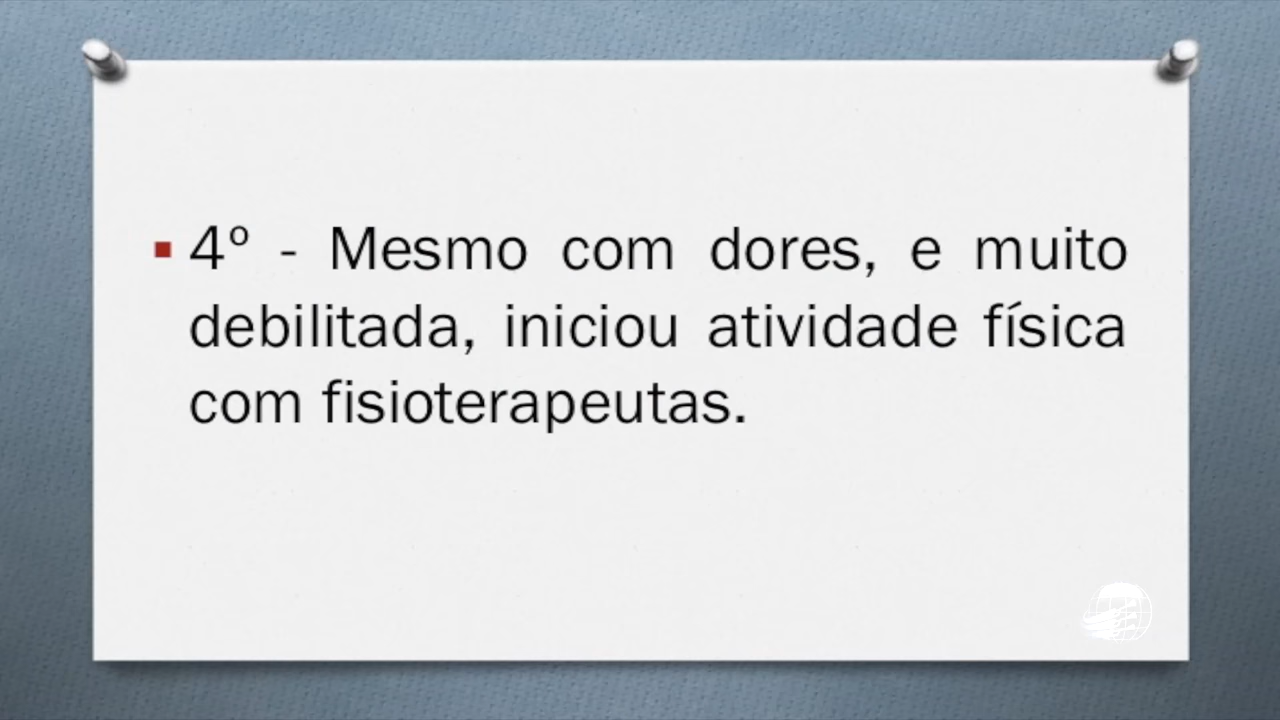 4º - Mesmo com dores, e muito
debilitada, iniciou atividade física
com fisioterapeutas.